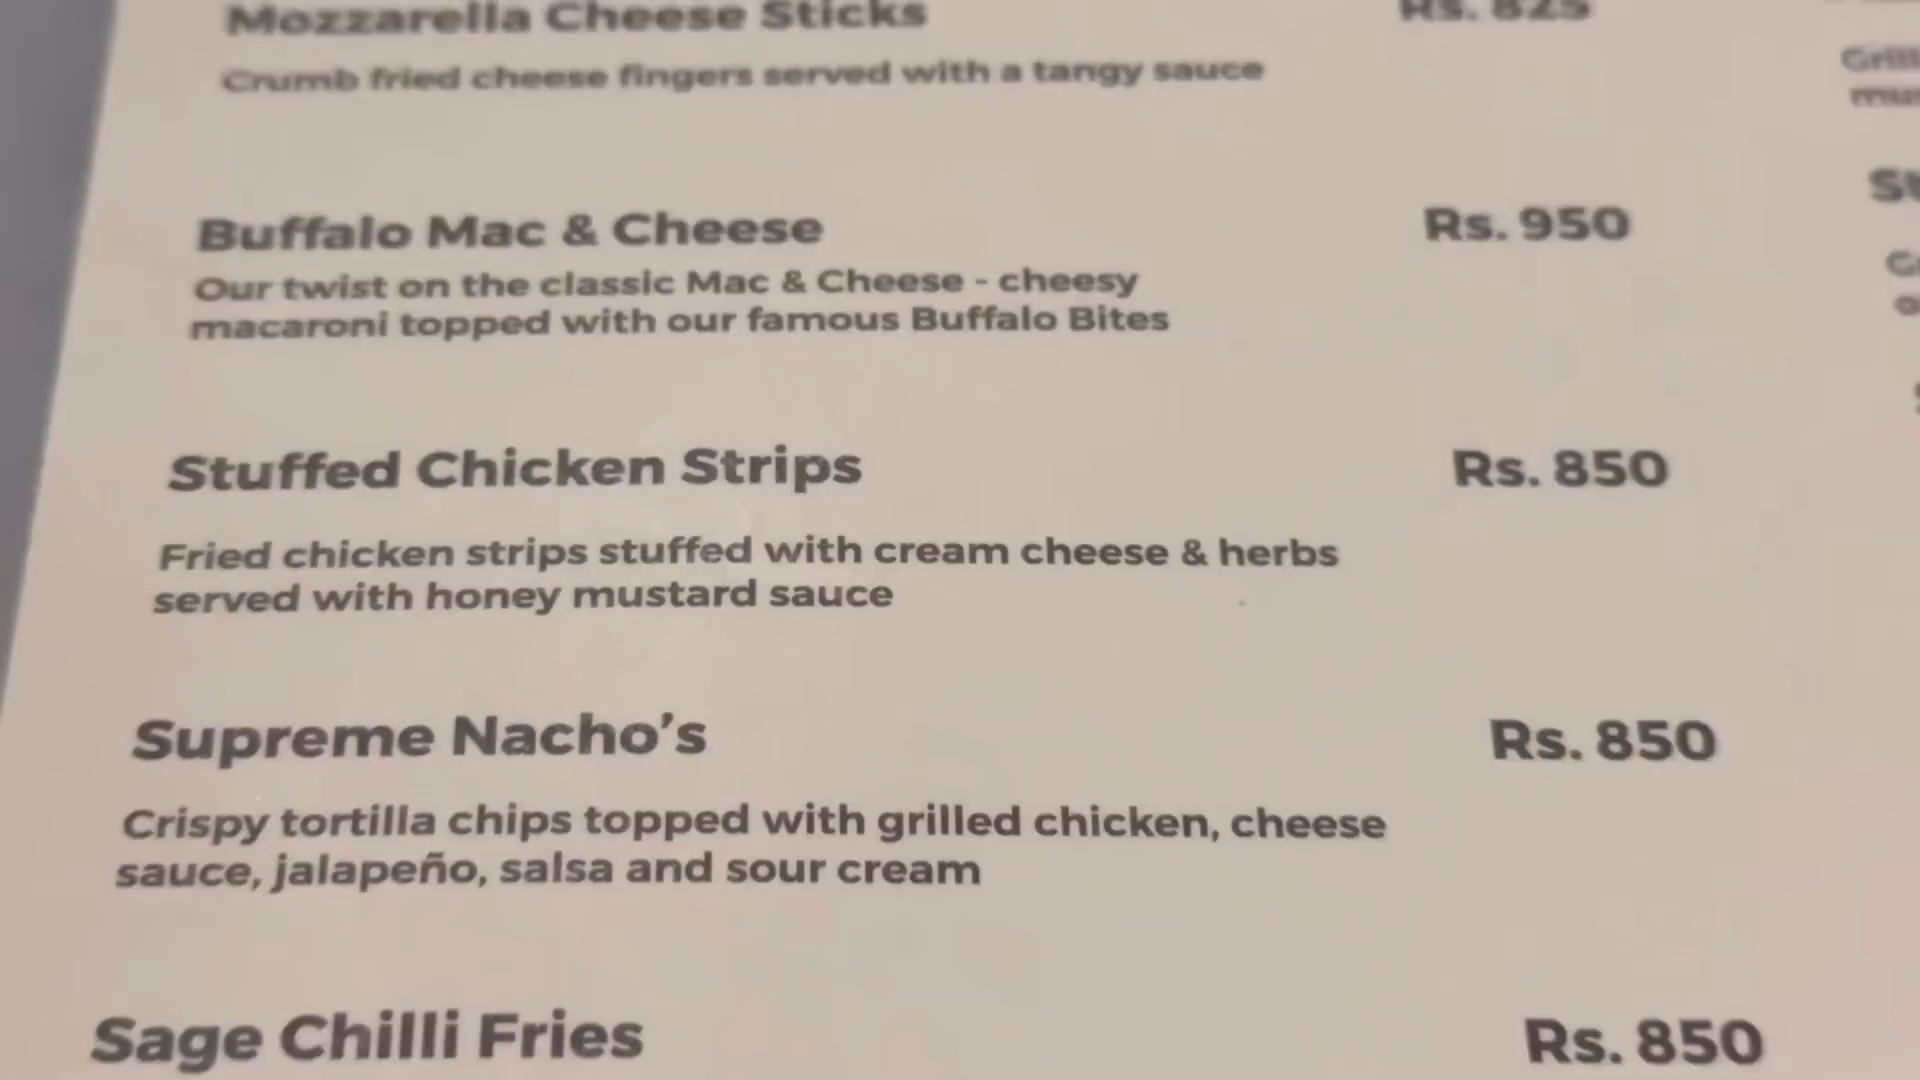 Mozzarella Cheese Sticks Rs. 825
Crumb fried cheese fingers served with a tangy sauce
Buffalo Mac & Cheese Rs. 950
Our twist on the classic Mac & Cheese - cheesy
macaroni topped with our famous Buffalo Bites
Stuffed Chicken Strips Rs. 850
Fried chicken strips stuffed with cream cheese & herbs
served with honey mustard sauce
Supreme Nacho's Rs. 850
Crispy tortilla chips topped with grilled chicken, cheese
sauce, jalapeño, salsa and sour cream
Sage Chilli Fries Rs. 850